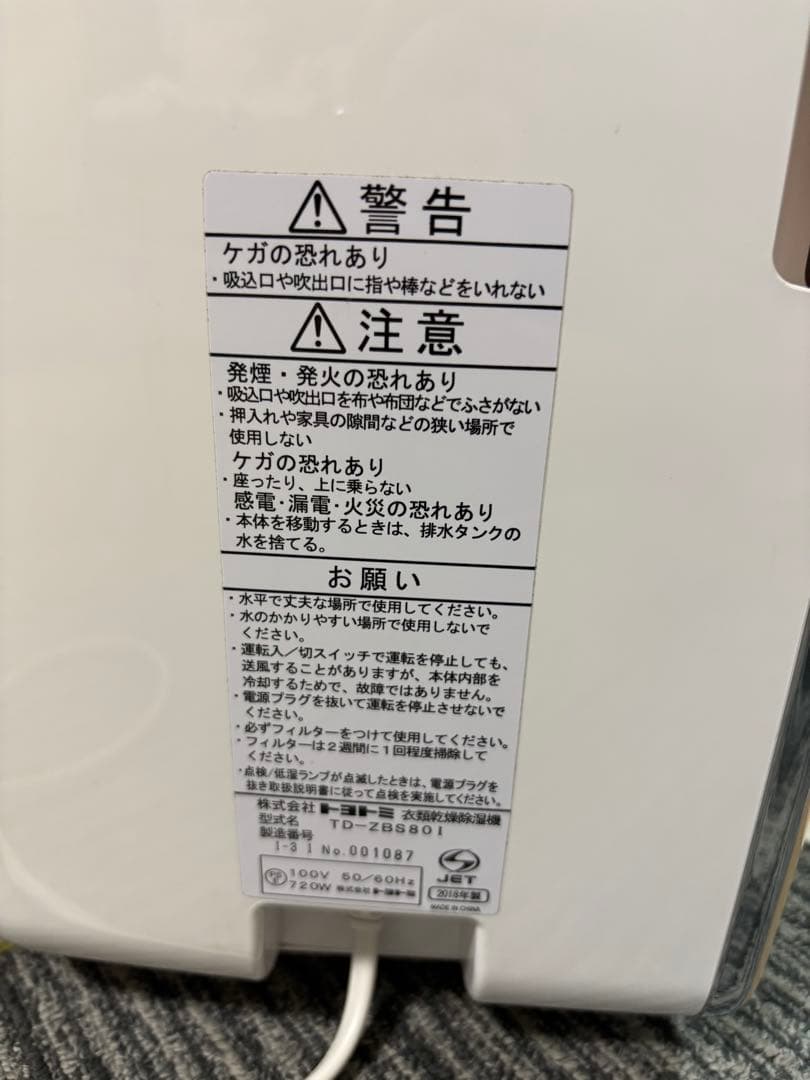 警告
ケガの恐れあり
・吸込口や吹出口に指や棒などをいれない
注意
発煙・発火の恐れあり
・吸込口や吹出口を布や布団などでふさがない
・押入れや家具の隙間などの狭い場所で
使用しない
ケガの恐れあり
・座ったり、上に乗らない
感電・漏電・火災の恐れあり
・本体を移動するときは、排水タンクの
水を捨てる。
お願い
・水平で丈夫な場所で使用してください。
・水のかかりやすい場所で使用しないで
ください。
・運転入/切スイッチで運転を停止しても、
送風することがありますが、本体内部を
冷却するためで、故障ではありません。
・電源プラグを抜いて運転を停止させないで
ください。
・必ずフィルターをつけて使用してください。
・フィルターは2週間に1回程度掃除して
ください。
・点検/低湿ランプが点滅したときは、電源プラグを
抜き取扱説明書に従って点検を実施してください。
株式会社トヨトミ 衣類乾燥除湿機
型式名 TD-ZBS80I
製造番号
I-3 I No.001087
PSE 100V 50/60Hz
720W 株式会社トヨトミ
JET
2018年製
MADE IN CHINA